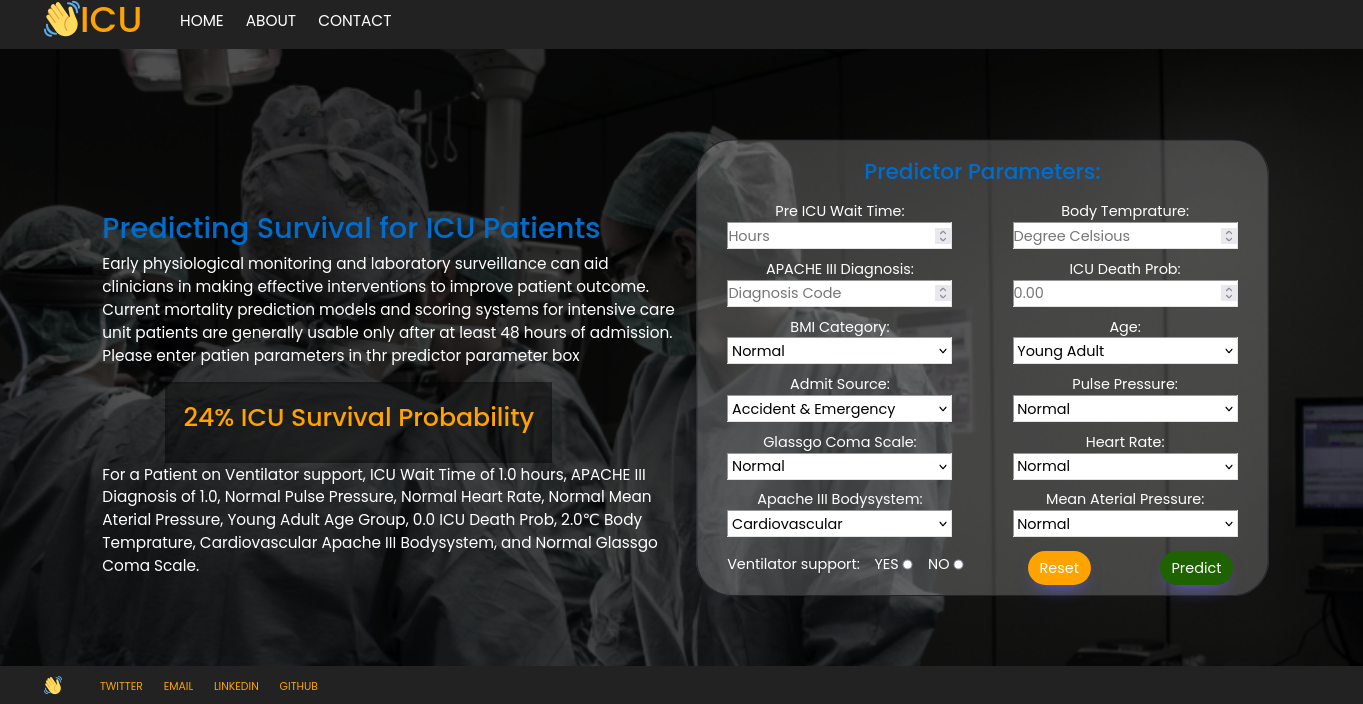 ICU
HOME ABOUT CONTACT
Predicting Survival for ICU Patients
Early physiological monitoring and laboratory surveillance can aid
clinicians in making effective interventions to improve patient outcome.
Current mortality prediction models and scoring systems for intensive care
unit patients are generally usable only after at least 48 hours of admission.
Please enter patien parameters in thr predictor parameter box
24% ICU Survival Probability
For a Patient on Ventilator support, ICU Wait Time of 1.0 hours, APACHE III
Diagnosis of 1.0, Normal Pulse Pressure, Normal Heart Rate, Normal Mean
Aterial Pressure, Young Adult Age Group, 0.0 ICU Death Prob, 2.0℃ Body
Temprature, Cardiovascular Apache III Bodysystem, and Normal Glassgo
Coma Scale.
Predictor Parameters:
Pre ICU Wait Time: Body Temprature:
Hours Degree Celsious
APACHE III Diagnosis: ICU Death Prob:
Diagnosis Code 0.00
BMI Category: Age:
Normal Young Adult
Admit Source: Pulse Pressure:
Accident & Emergency Normal
Glassgo Coma Scale: Heart Rate:
Normal Normal
Apache III Bodysystem: Mean Aterial Pressure:
Cardiovascular Normal
Ventilator support: YES NO Reset Predict
TWITTER EMAIL LINKEDIN GITHUB